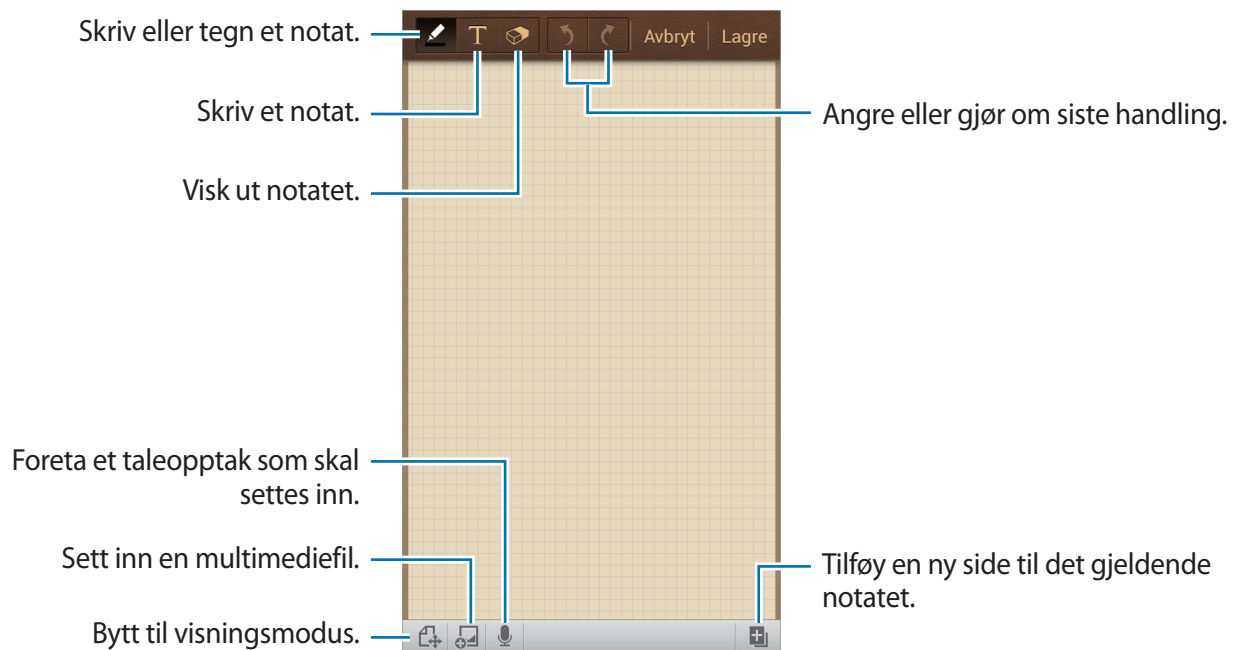 Skriv eller tegn et notat.
T
Avbryt
Lagre
Skriv et notat.
Angre eller gjør om siste handling.
Visk ut notatet.
Foreta et taleopptak som skal
settes inn.
Sett inn en multimediefil.
Tilføy en ny side til det gjeldende
notatet.
Bytt til visningsmodus.